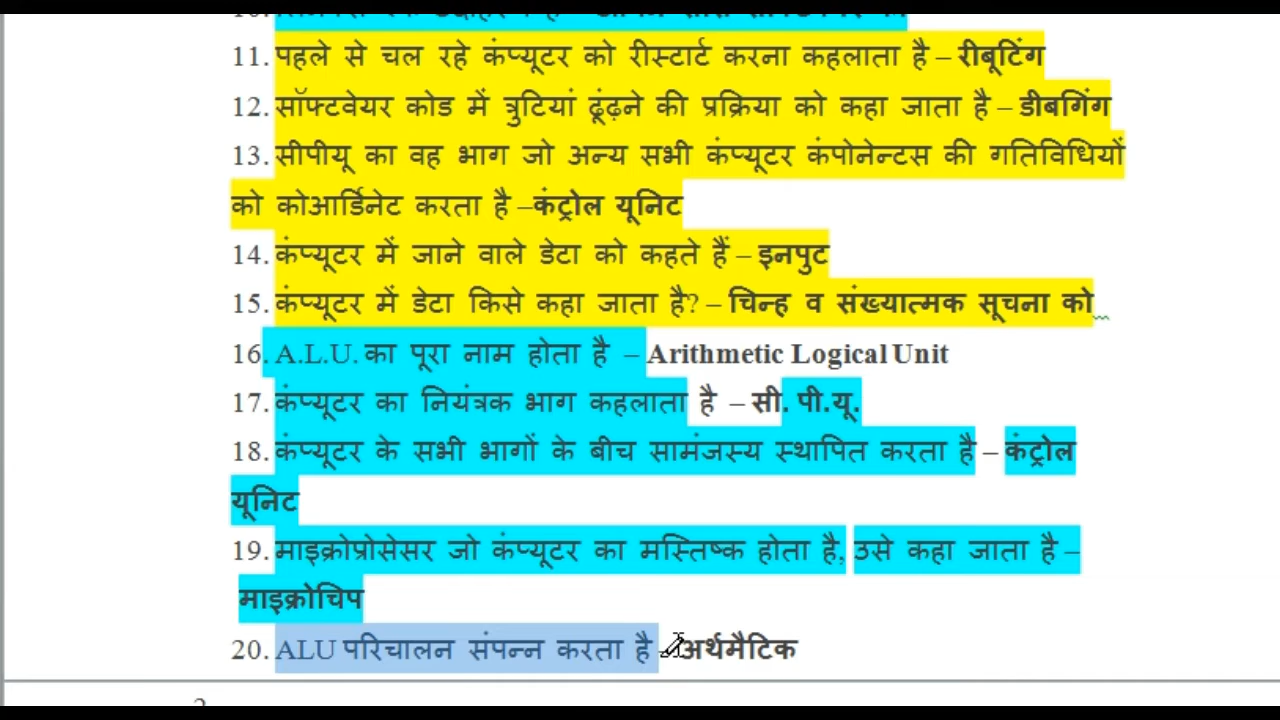 11. पहले से चल रहे कंप्यूटर को रीस्टार्ट करना कहलाता है – रीबूटिंग
12. सॉफ्टवेयर कोड में त्रुटियां ढूंढ़ने की प्रक्रिया को कहा जाता है – डीबगिंग
13. सीपीयू का वह भाग जो अन्य सभी कंप्यूटर कंपोनेन्टस की गतिविधियों
को कोआर्डिनेट करता है –कंट्रोल यूनिट
14. कंप्यूटर में जाने वाले डेटा को कहते हैं – इनपुट
15. कंप्यूटर में डेटा किसे कहा जाता है? – चिन्ह व संख्यात्मक सूचना को
16. A.L.U. का पूरा नाम होता है – Arithmetic Logical Unit
17. कंप्यूटर का नियंत्रक भाग कहलाता है – सी. पी.यू.
18. कंप्यूटर के सभी भागों के बीच सामंजस्य स्थापित करता है – कंट्रोल
यूनिट
19. माइक्रोप्रोसेसर जो कंप्यूटर का मस्तिष्क होता है, उसे कहा जाता है –
माइक्रोचिप
20. ALU परिचालन संपन्न करता है – अर्थमैटिक